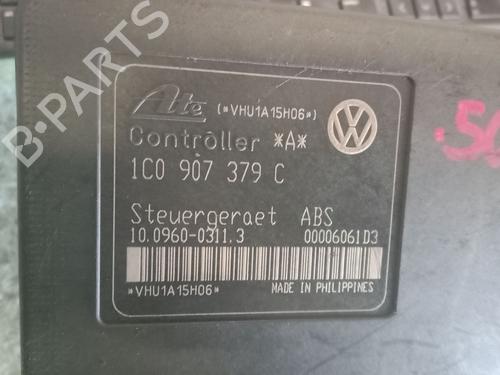 Ate (*VHU1A15H06*)
Controller *A*
1C0 907 379 C
Steuergeraet ABS
10.0960-0311.3 00006061D3
*VHU1A15H06* MADE IN PHILIPPINES
B-PARTS